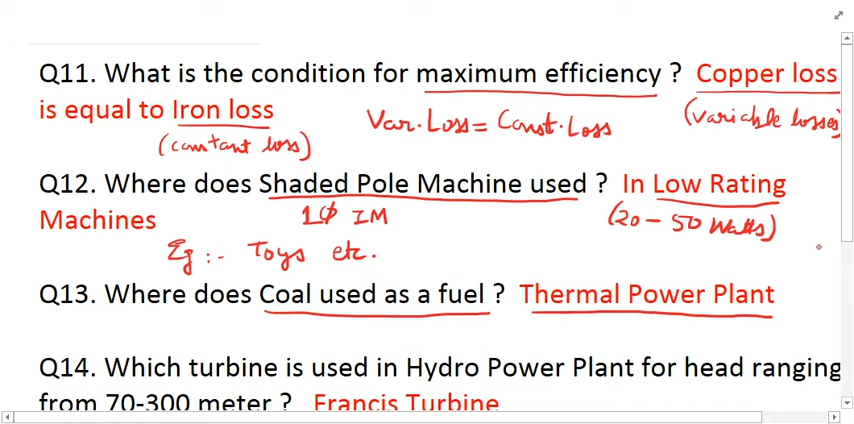 Q11. What is the condition for maximum efficiency ? Copper loss
is equal to Iron loss Var. Loss = Const. Loss (variable losses)
(constant loss)
Q12. Where does Shaded Pole Machine used ? In Low Rating
Machines 1ϕ IM (20 - 50 Watts)
Eg :- Toys etc.
Q13. Where does Coal used as a fuel ? Thermal Power Plant
Q14. Which turbine is used in Hydro Power Plant for head ranging
from 70-300 meter ? Francis Turbine